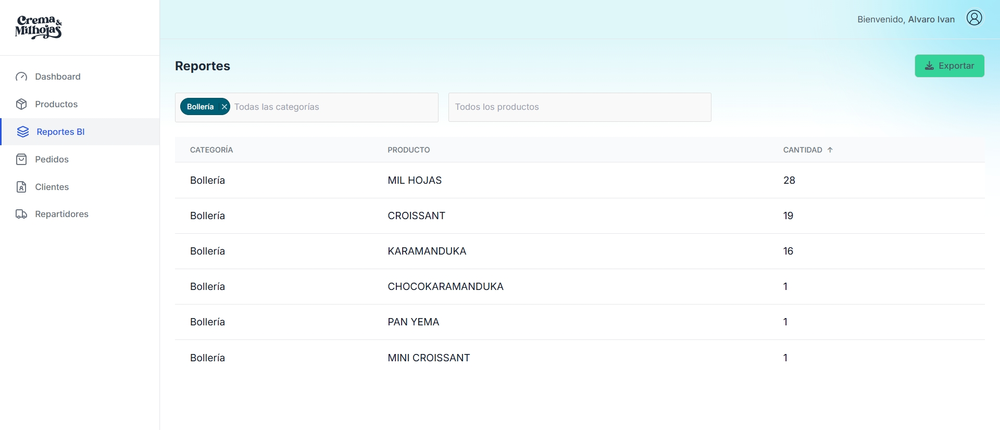 Crema &
Milhojas
Bienvenido, Alvaro Ivan
Dashboard
Productos
Reportes BI
Pedidos
Clientes
Repartidores
Reportes
Exportar
Bollería Todas las categorías
Todos los productos
CATEGORÍA PRODUCTO CANTIDAD
Bollería MIL HOJAS 28
Bollería CROISSANT 19
Bollería KARAMANDUKA 16
Bollería CHOCOKARAMANDUKA 1
Bollería PAN YEMA 1
Bollería MINI CROISSANT 1